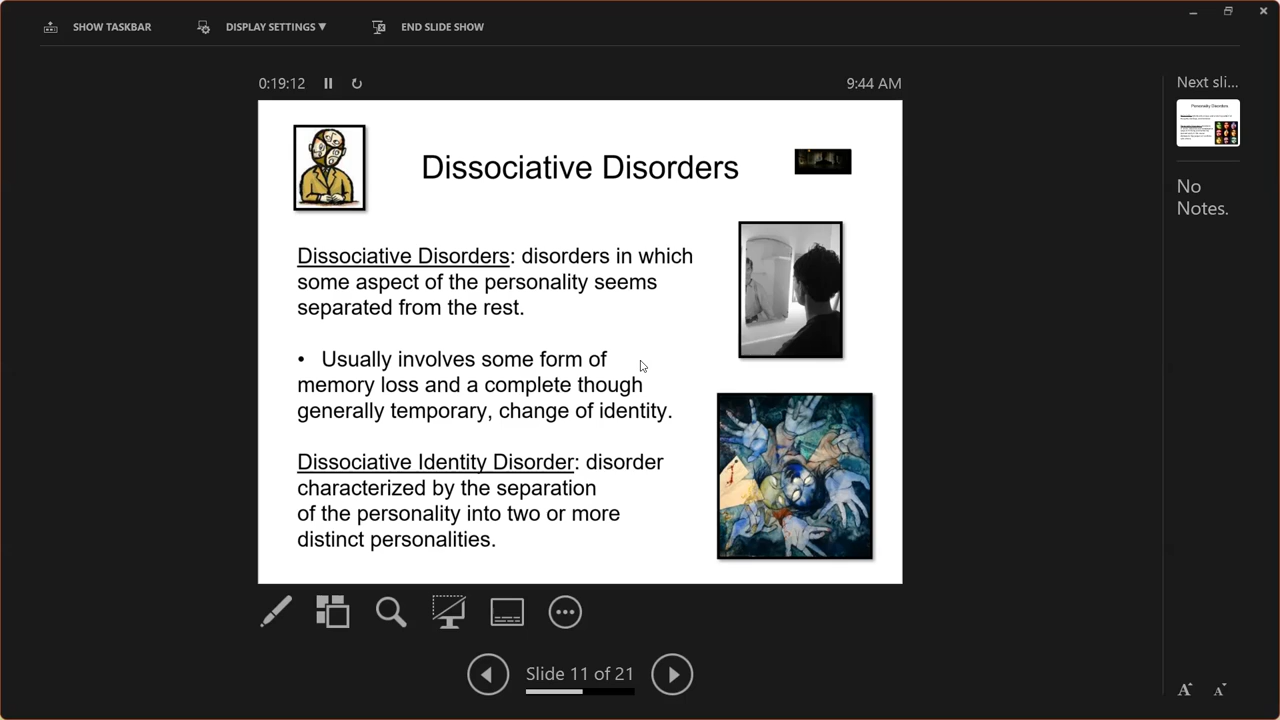 SHOW TASKBAR
DISPLAY SETTINGS ▼
END SLIDE SHOW
0:19:12
9:44 AM
Dissociative Disorders
Dissociative Disorders: disorders in which
some aspect of the personality seems
separated from the rest.
• Usually involves some form of
memory loss and a complete though
generally temporary, change of identity.
Dissociative Identity Disorder: disorder
characterized by the separation
of the personality into two or more
distinct personalities.
Slide 11 of 21
Next sli...
Personality Disorders
No
Notes.
A
A